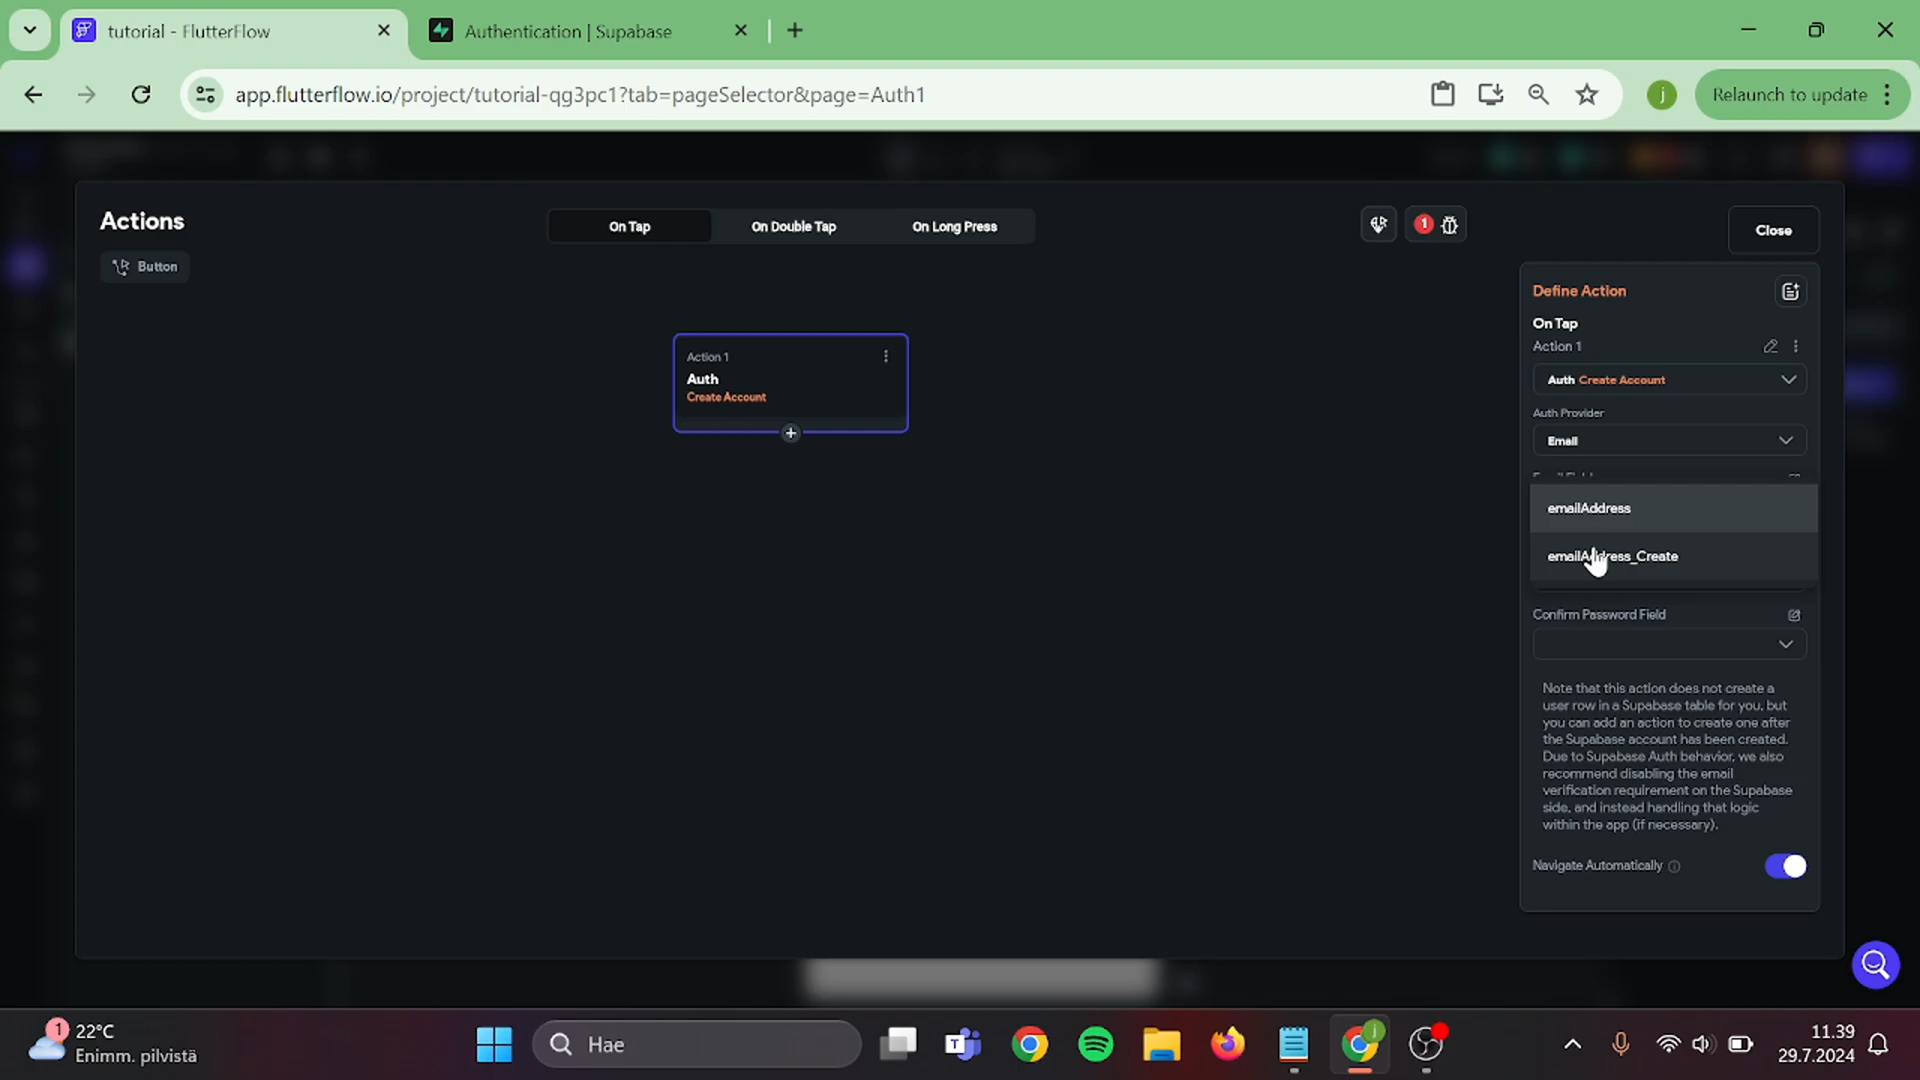 tutorial - FlutterFlow
Authentication | Supabase
app.flutterflow.io/project/tutorial-qg3pc1?tab=pageSelector&page=Auth1
j
Relaunch to update
Actions
On Tap
On Double Tap
On Long Press
1
Close
Button
Define Action
On Tap
Action 1
Auth Create Account
Auth Provider
Email
Action 1
Auth
Create Account
emailAddress
emailAddress_Create
Confirm Password Field
Note that this action does not create a
user row in a Supabase table for you, but
you can add an action to create one after
the Supabase account has been created.
Due to Supabase Auth behavior, we also
recommend disabling the email
verification requirement on the Supabase
side, and instead handling that logic
within the app (if necessary).
Navigate Automatically
1
22°C
Enimm. pilvistä
Hae
11.39
29.7.2024